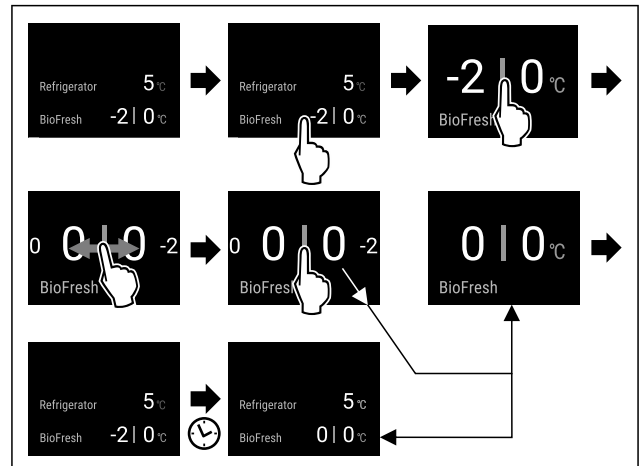 Refrigerator 5 °C
BioFresh -2 | 0 °C
Refrigerator 5 °C
BioFresh -2 | 0 °C
-2 | 0 °C
BioFresh
0 0 | 0 -2
BioFresh
0 0 | 0 -2
BioFresh
0 | 0 °C
BioFresh
Refrigerator 5 °C
BioFresh -2 | 0 °C
Refrigerator 5 °C
BioFresh 0 | 0 °C